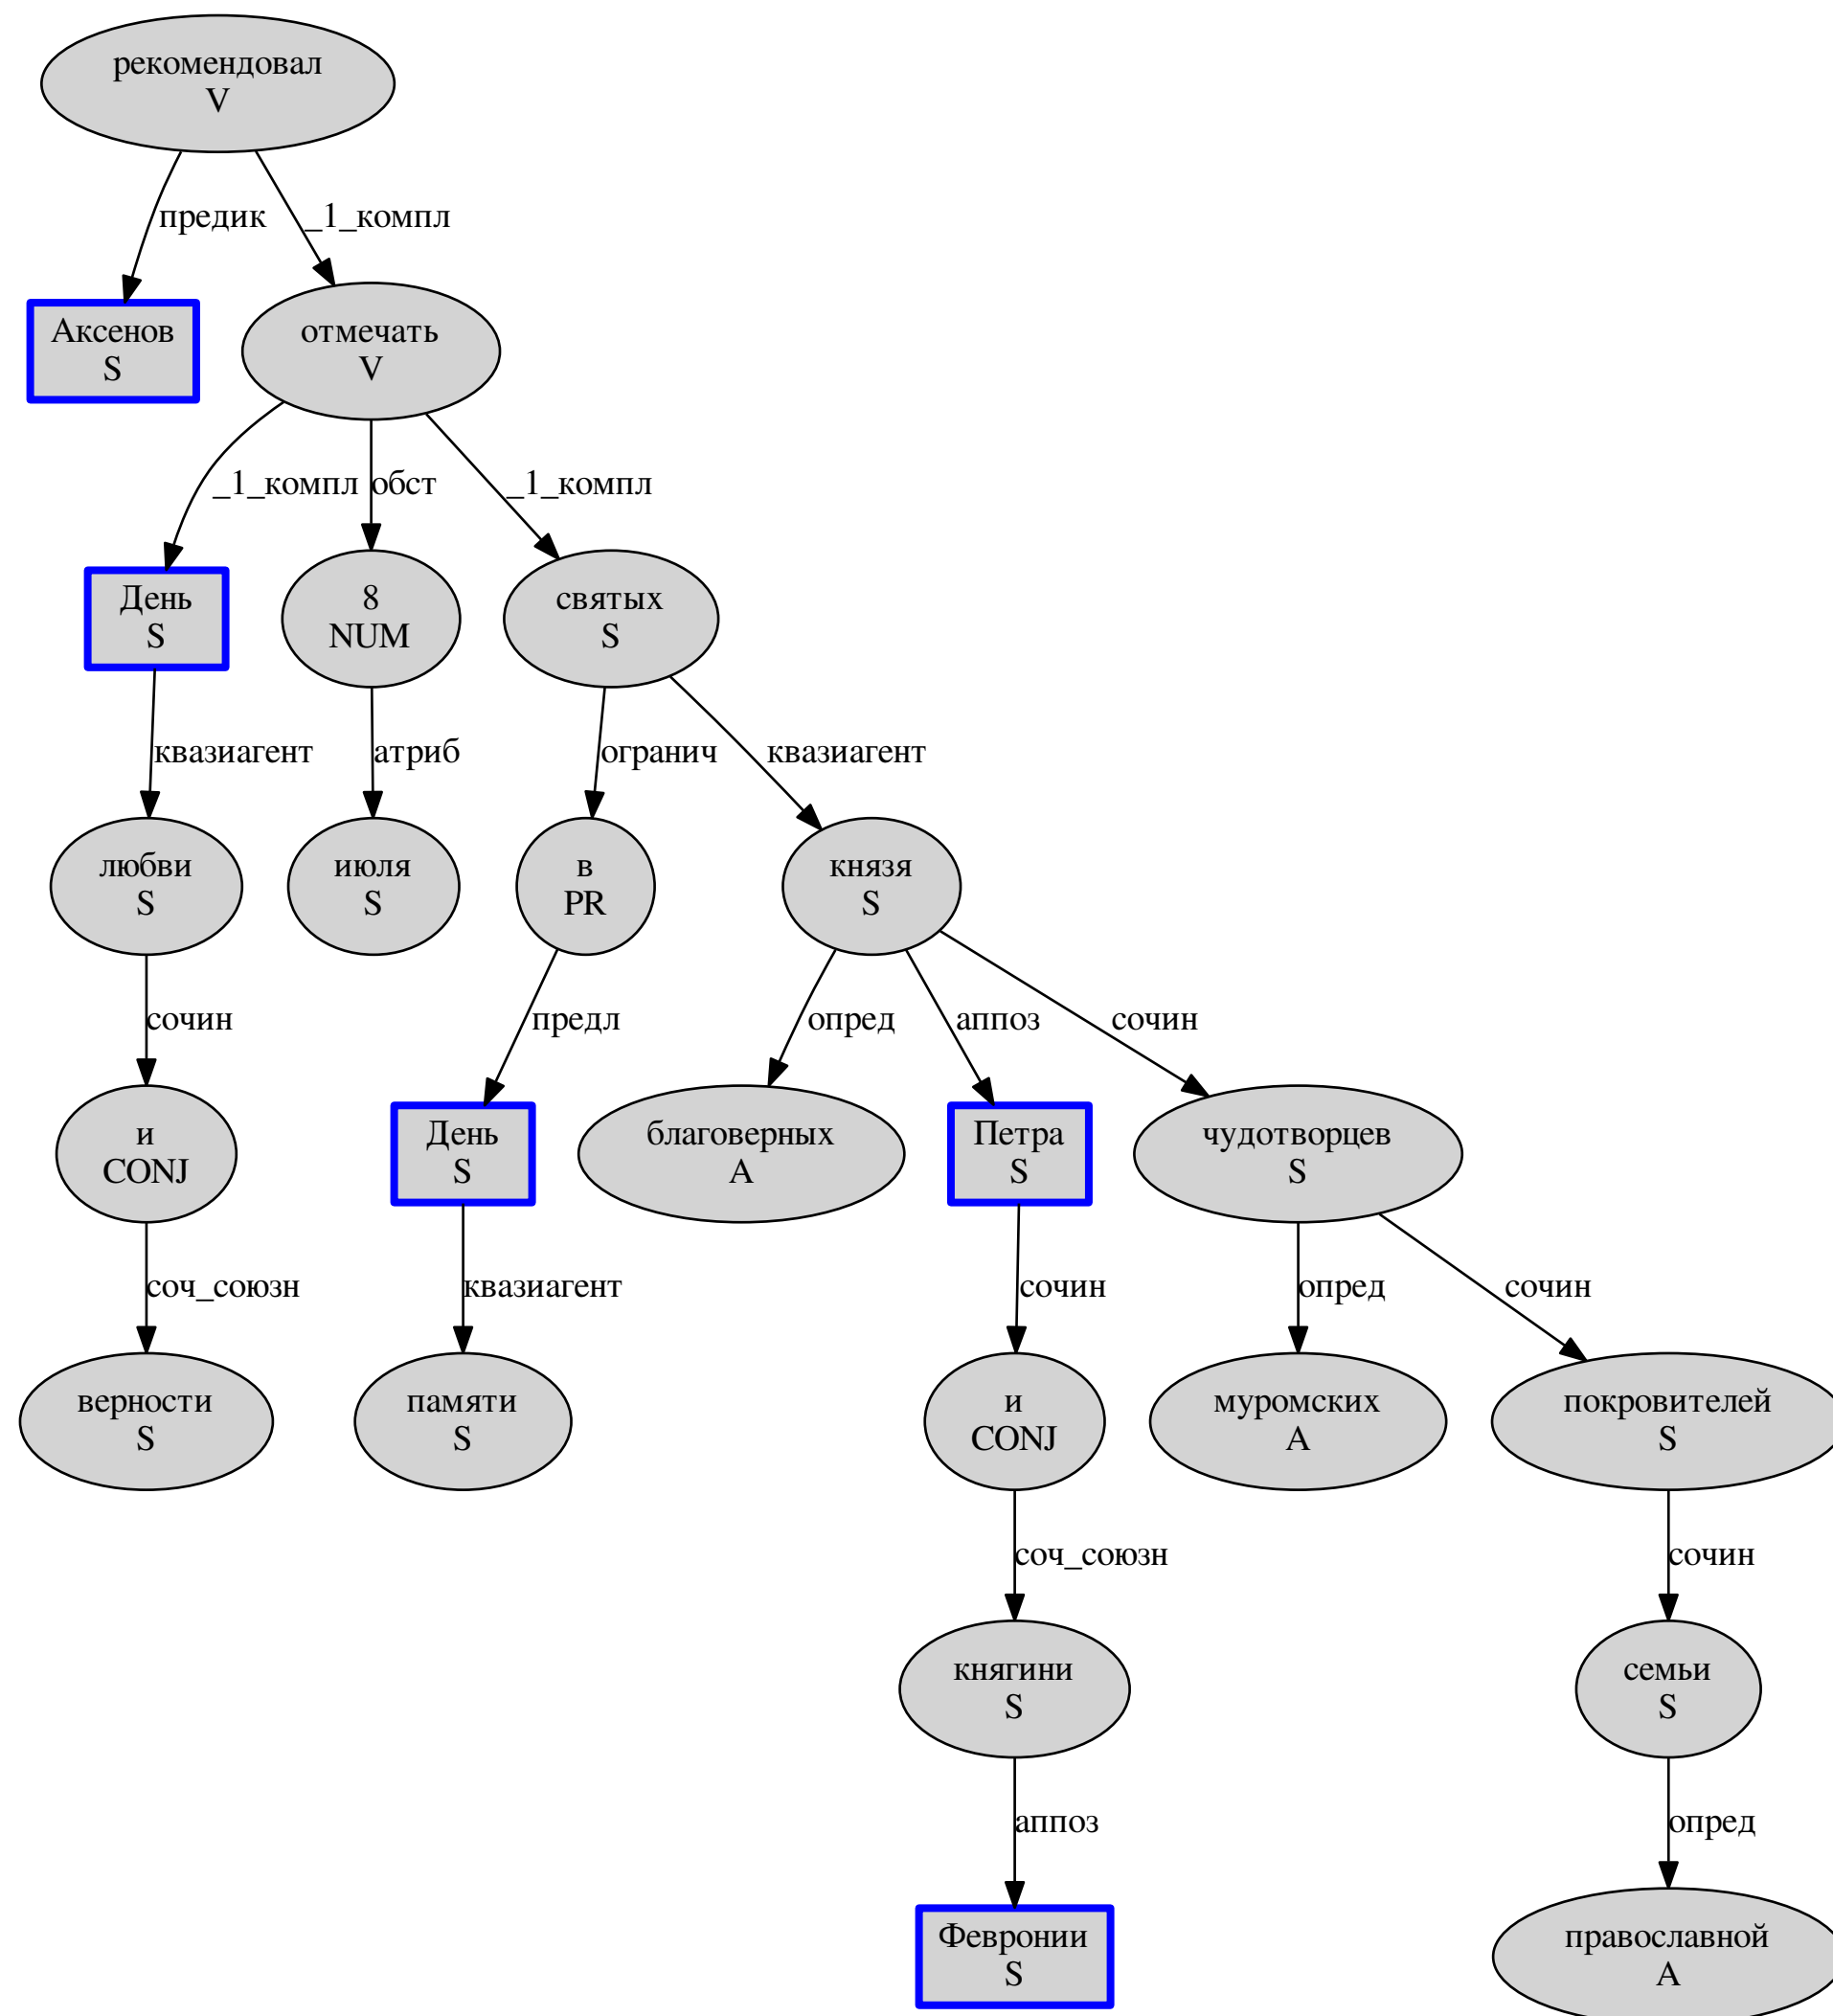 рекомендовал
V
предик
_1_компл
Аксенов
S
отмечать
V
_1_компл
обст
_1_компл
День
S
8
NUM
святых
S
квазиагент
атриб
огранич
квазиагент
любви
S
июля
S
в
PR
князя
S
сочин
предл
опред
аппоз
сочин
и
CONJ
День
S
благоверных
A
Петра
S
чудотворцев
S
соч_союзн
квазиагент
сочин
опред
сочин
верности
S
памяти
S
и
CONJ
муромских
A
покровителей
S
соч_союзн
сочин
княгини
S
семьи
S
аппоз
опред
Февронии
S
православной
A